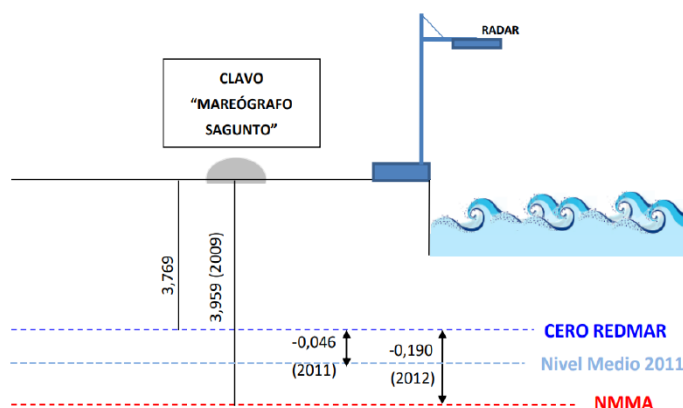 RADAR
CLAVO
“MAREÓGRAFO
SAGUNTO”
3,769
3,959 (2009)
CERO REDMAR
-0,046
(2011)
-0,190
(2012)
Nivel Medio 2011
NMMA